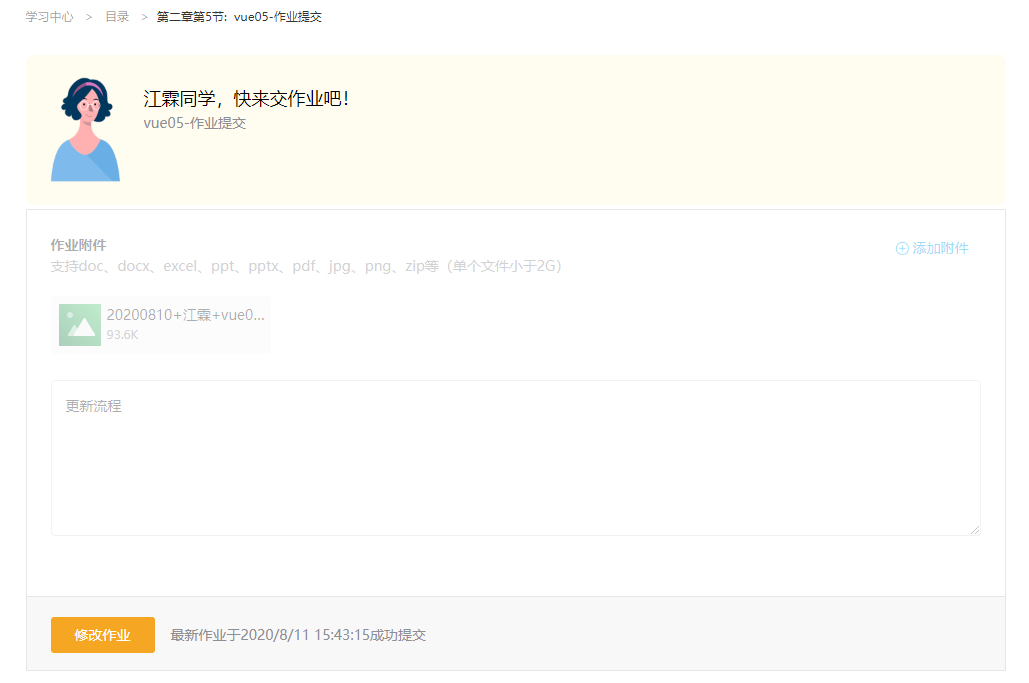 学习中心 > 目录 > 第二章第5节: vue05-作业提交
江霖同学，快来交作业吧！
vue05-作业提交
作业附件
添加附件
支持doc、docx、excel、ppt、pptx、pdf、jpg、png、zip等（单个文件小于2G）
20200810+江霖+vue0...
93.6K
更新流程
修改作业 最新作业于2020/8/11 15:43:15成功提交